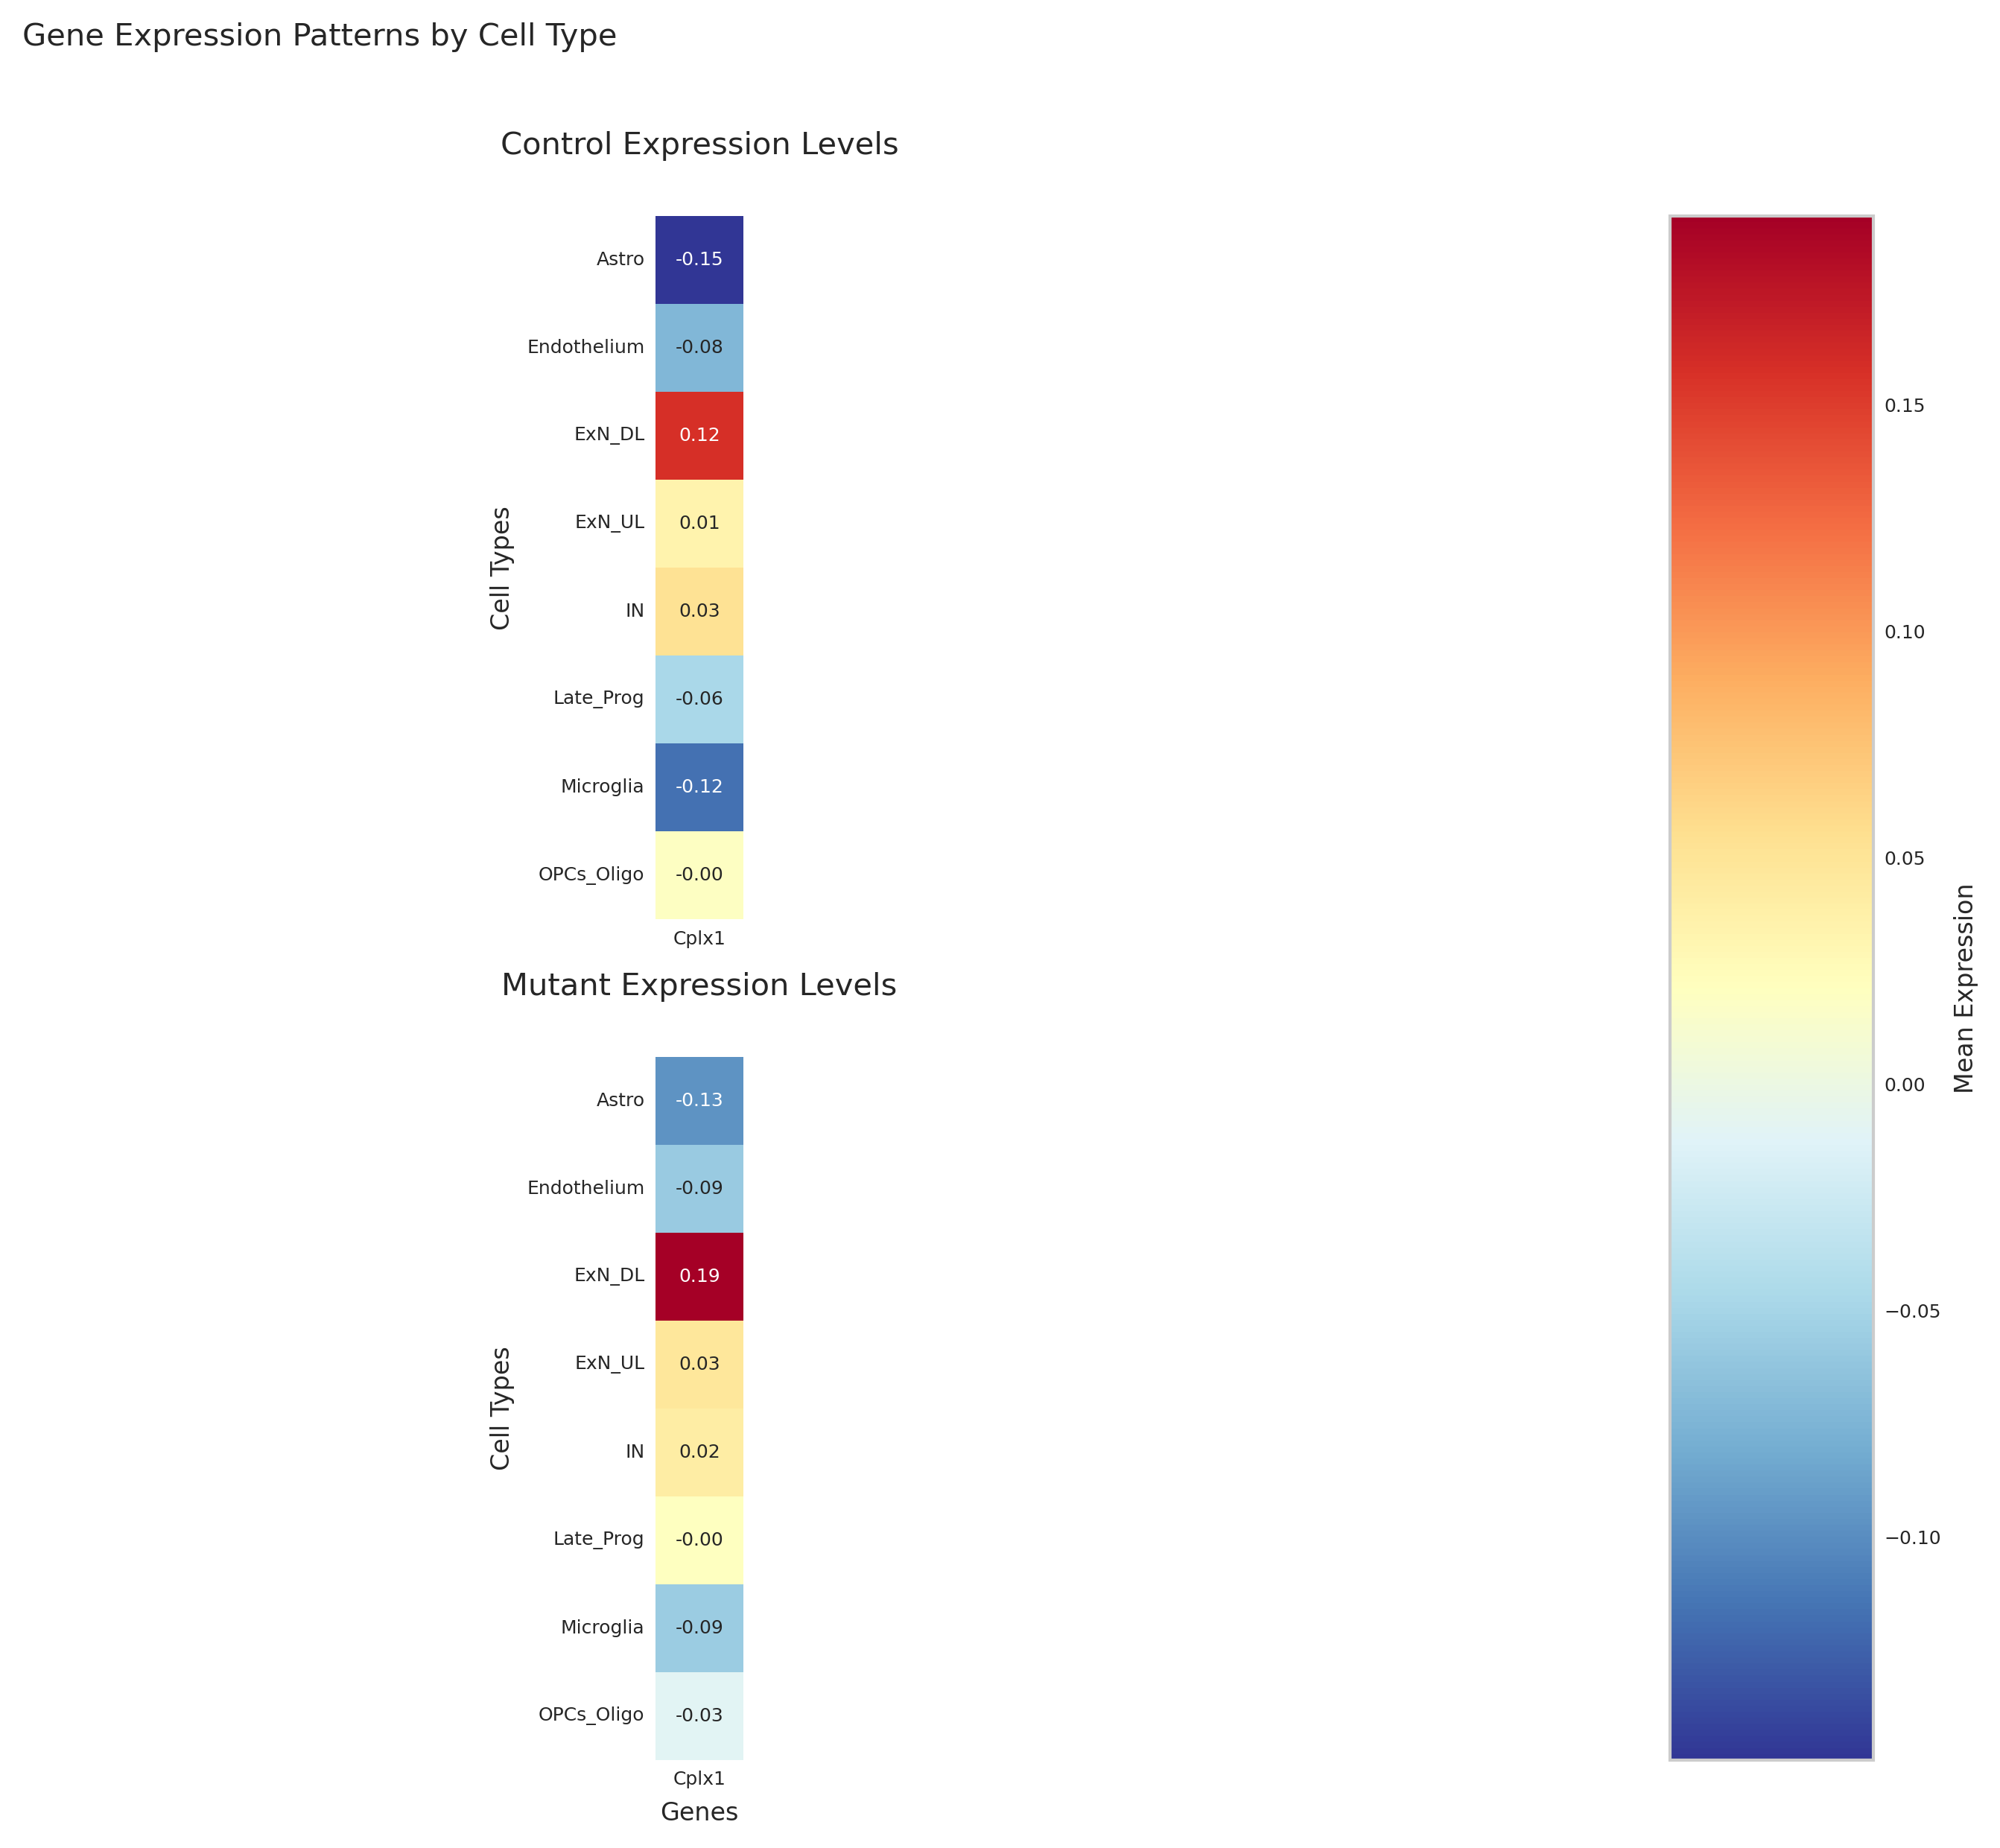 Gene Expression Patterns by Cell Type
Control Expression Levels
Cell Types
Astro -0.15
Endothelium -0.08
ExN_DL 0.12
ExN_UL 0.01
IN 0.03
Late_Prog -0.06
Microglia -0.12
OPCs_Oligo -0.00
Cplx1
Mutant Expression Levels
Cell Types
Astro -0.13
Endothelium -0.09
ExN_DL 0.19
ExN_UL 0.03
IN 0.02
Late_Prog -0.00
Microglia -0.09
OPCs_Oligo -0.03
Cplx1
Genes
0.15
0.10
0.05
0.00
−0.05
−0.10
Mean Expression